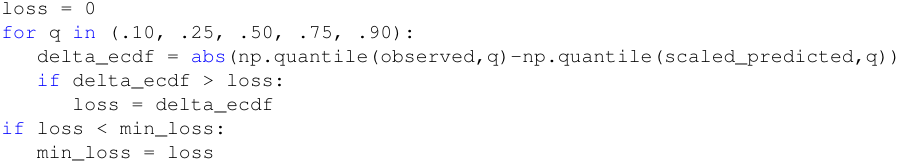 loss = 0
for q in (.10, .25, .50, .75, .90):
   delta_ecdf = abs(np.quantile(observed,q)-np.quantile(scaled_predicted,q))
   if delta_ecdf > loss:
      loss = delta_ecdf
if loss < min_loss:
   min_loss = loss